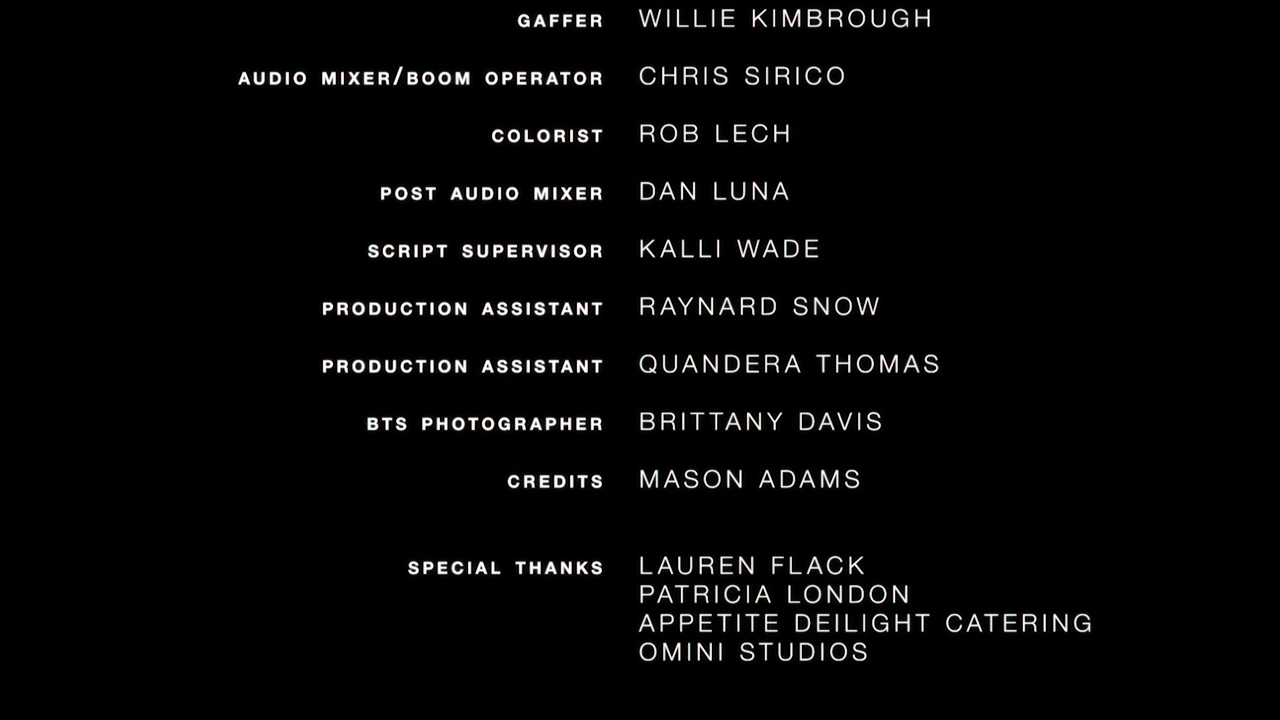 GAFFER WILLIE KIMBROUGH
AUDIO MIXER/BOOM OPERATOR CHRIS SIRICO
COLORIST ROB LECH
POST AUDIO MIXER DAN LUNA
SCRIPT SUPERVISOR KALLI WADE
PRODUCTION ASSISTANT RAYNARD SNOW
PRODUCTION ASSISTANT QUANDERA THOMAS
BTS PHOTOGRAPHER BRITTANY DAVIS
CREDITS MASON ADAMS
SPECIAL THANKS LAUREN FLACK
PATRICIA LONDON
APPETITE DEILIGHT CATERING
OMINI STUDIOS